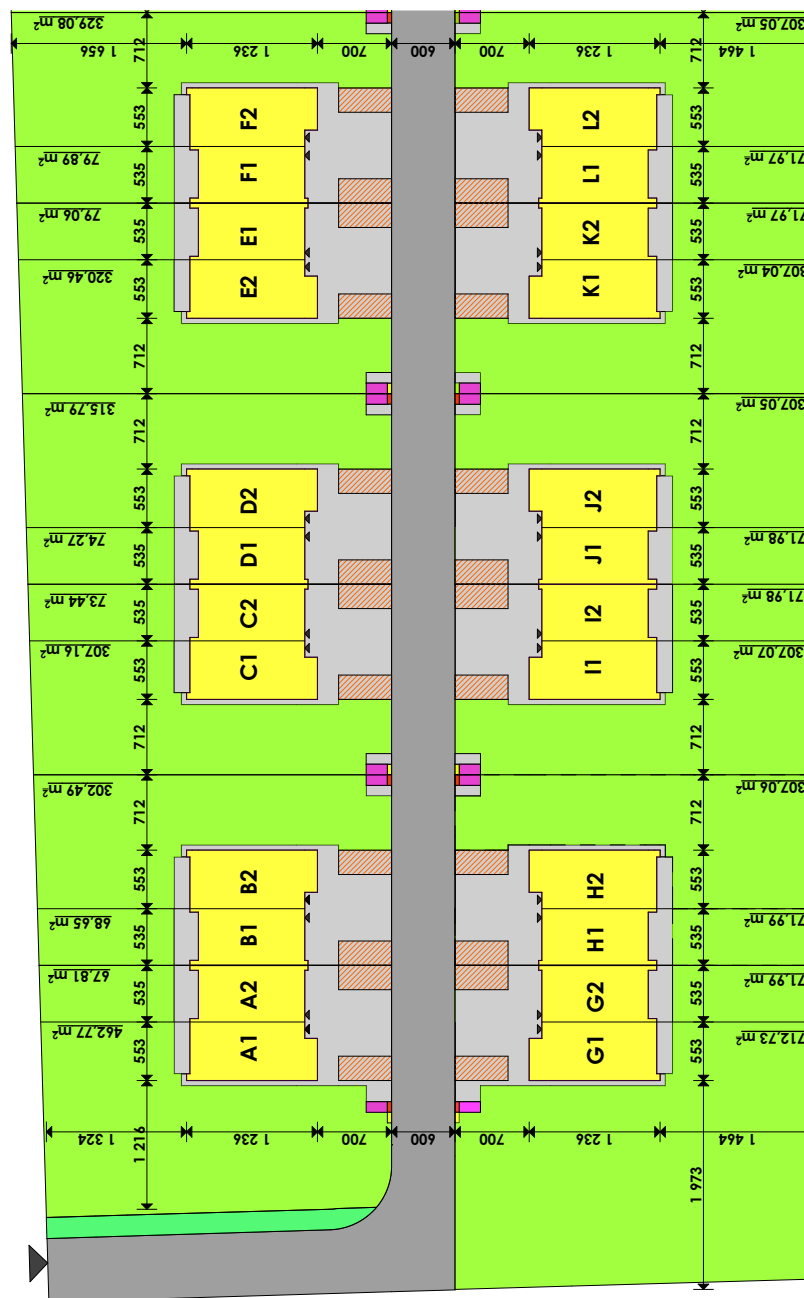 329.08 m²
307.05 m²
1 656
1 236
700
600
700
1 236
1 464
712
712
553
F2
L2
553
79.89 m²
71.97 m²
535
F1
L1
535
79.06 m²
71.97 m²
535
E1
K2
535
320.46 m²
307.04 m²
553
E2
K1
553
712
712
315.79 m²
307.05 m²
712
712
553
D2
J2
553
74.27 m²
71.98 m²
535
D1
J1
535
73.44 m²
71.98 m²
535
C2
I2
535
307.16 m²
307.07 m²
553
C1
I1
553
712
712
302.49 m²
307.06 m²
712
712
553
B2
H2
553
68.65 m²
71.99 m²
535
B1
H1
535
67.81 m²
71.99 m²
535
A2
G2
535
462.77 m²
712.73 m²
553
A1
G1
553
1 324
1 236
700
600
700
1 236
1 464
1 216
1 973